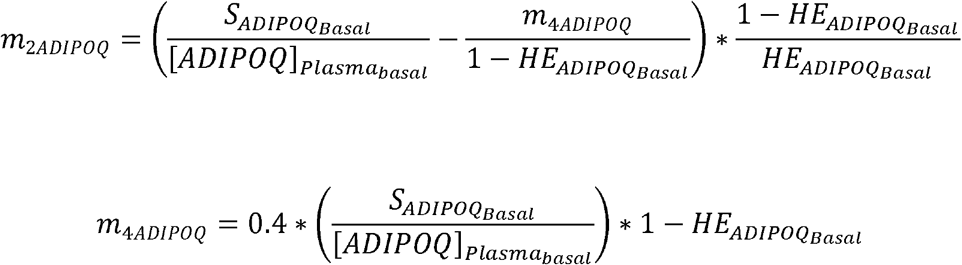 $m_{2ADIPOQ} = \left( \frac{S_{ADIPOQ_{Basal}}}{[ADIPOQ]_{Plasma_{basal}}} - \frac{m_{4ADIPOQ}}{1 - HE_{ADIPOQ_{Basal}}} \right) * \frac{1 - HE_{ADIPOQ_{Basal}}}{HE_{ADIPOQ_{Basal}}}$
$m_{4ADIPOQ} = 0.4 * \left( \frac{S_{ADIPOQ_{Basal}}}{[ADIPOQ]_{Plasma_{basal}}} \right) * 1 - HE_{ADIPOQ_{Basal}}$